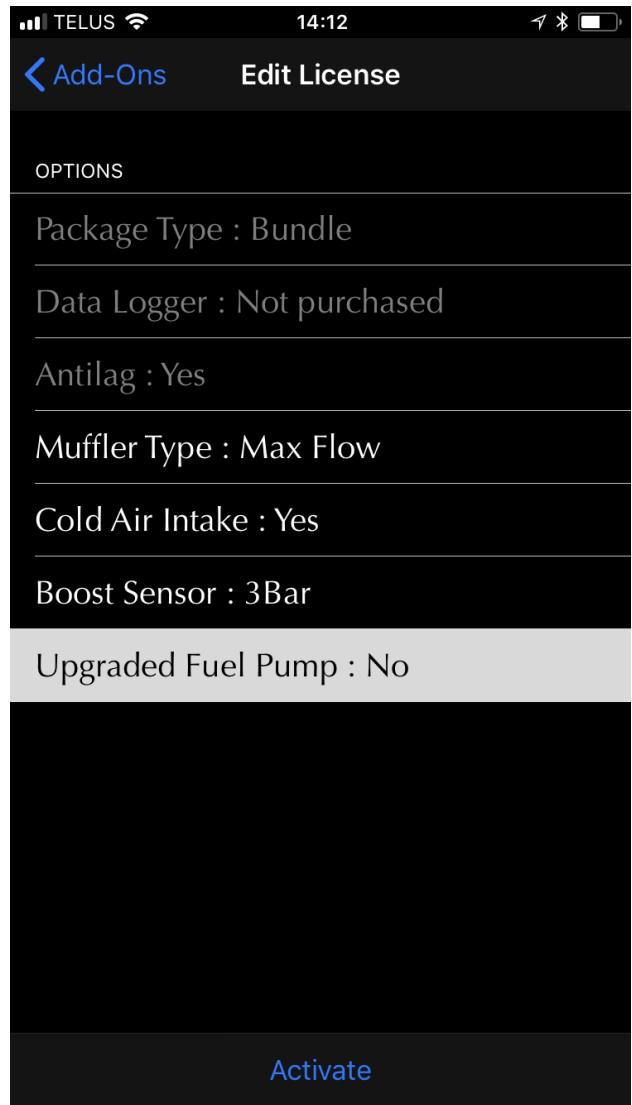 TELUS 14:12
Add-Ons Edit License
OPTIONS
Package Type : Bundle
Data Logger : Not purchased
Antilag : Yes
Muffler Type : Max Flow
Cold Air Intake : Yes
Boost Sensor : 3Bar
Upgraded Fuel Pump : No
Activate